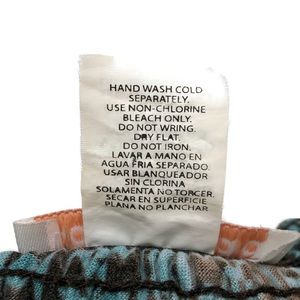 HAND WASH COLD
SEPARATELY.
USE NON-CHLORINE
BLEACH ONLY.
DO NOT WRING.
DRY FLAT.
DO NOT IRON.
LAVAR A MANO EN
AGUA FRIA SEPARADO.
USAR BLANQUEADOR
SIN CLORINA
SOLAMENTA NO TORCER.
SECAR EN SUPERFICIE
PLANA NO PLANCHAR